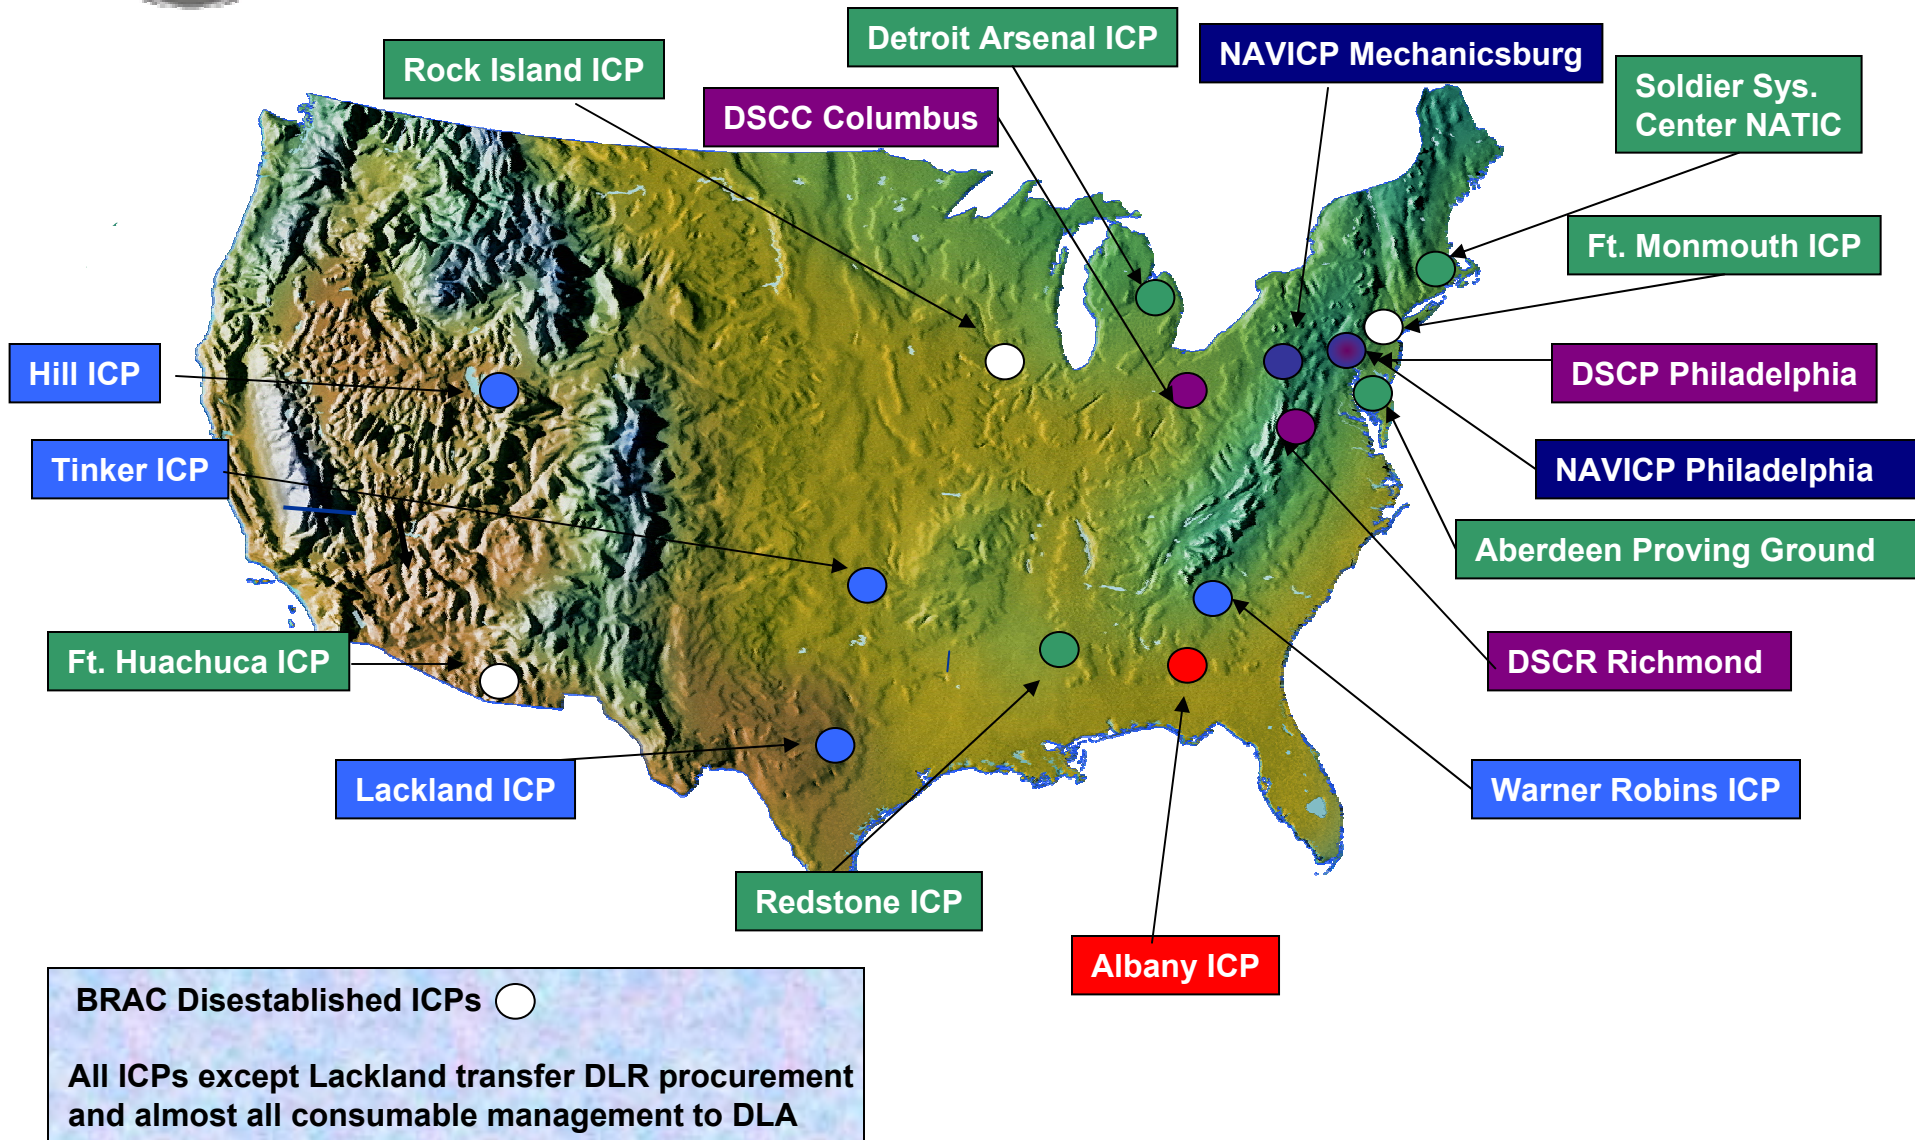 Detroit Arsenal ICP
NAVICP Mechanicsburg
Rock Island ICP
Soldier Sys.
Center NATIC
DSCC Columbus
Ft. Monmouth ICP
Hill ICP
DSCP Philadelphia
Tinker ICP
NAVICP Philadelphia
Aberdeen Proving Ground
Ft. Huachuca ICP
DSCR Richmond
Lackland ICP
Warner Robins ICP
Redstone ICP
Albany ICP
BRAC Disestablished ICPs
All ICPs except Lackland transfer DLR procurement
and almost all consumable management to DLA